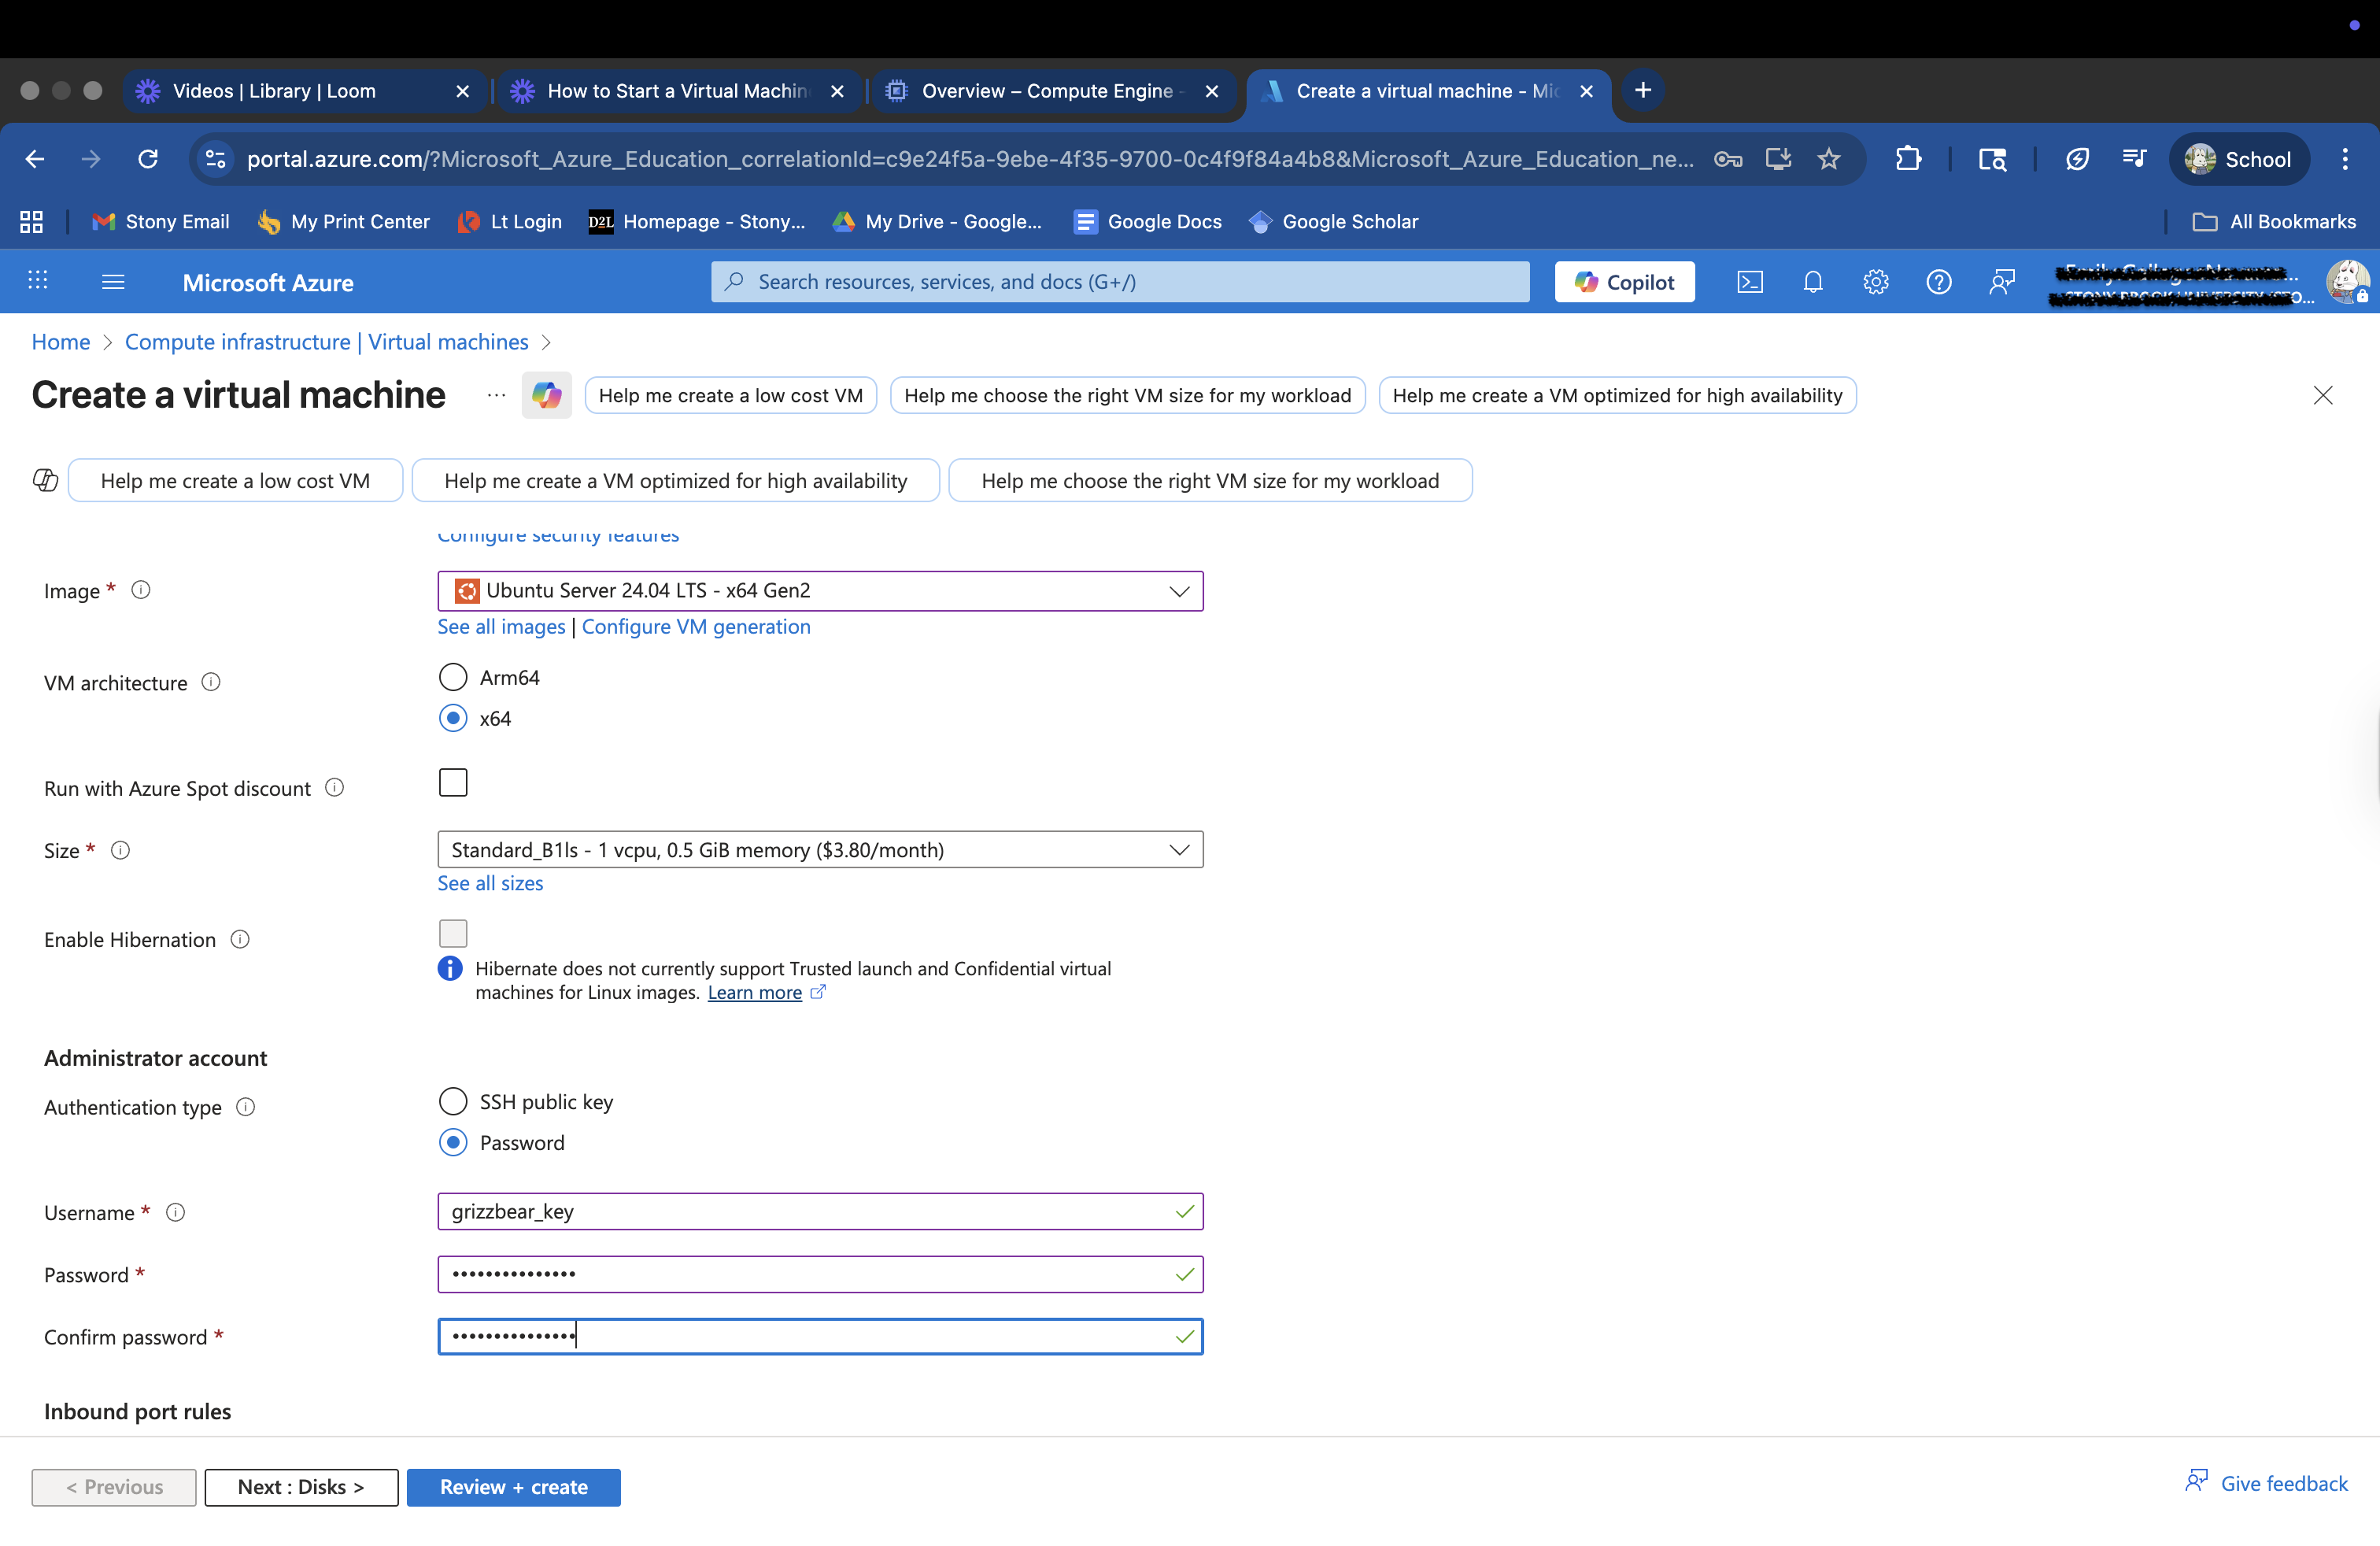 Videos | Library | Loom
How to Start a Virtual Machin
Overview – Compute Engine -
Create a virtual machine - Mic
portal.azure.com/?Microsoft_Azure_Education_correlationId=c9e24f5a-9ebe-4f35-9700-0c4f9f84a4b8&Microsoft_Azure_Education_ne...
School
Stony Email
My Print Center
Lt Login
D2L Homepage - Stony...
My Drive - Google...
Google Docs
Google Scholar
All Bookmarks
Microsoft Azure
Search resources, services, and docs (G+/)
Copilot
Home > Compute infrastructure | Virtual machines >
Create a virtual machine
...
Help me create a low cost VM
Help me choose the right VM size for my workload
Help me create a VM optimized for high availability
Help me create a low cost VM
Help me create a VM optimized for high availability
Help me choose the right VM size for my workload
Configure security features
Image *
Ubuntu Server 24.04 LTS - x64 Gen2
See all images | Configure VM generation
VM architecture
Arm64
x64
Run with Azure Spot discount
Size *
Standard_B1ls - 1 vcpu, 0.5 GiB memory ($3.80/month)
See all sizes
Enable Hibernation
Hibernate does not currently support Trusted launch and Confidential virtual
machines for Linux images. Learn more
Administrator account
Authentication type
SSH public key
Password
Username *
grizzbear_key
Password *
•••••••••••••••
Confirm password *
•••••••••••••••
Inbound port rules
< Previous
Next : Disks >
Review + create
Give feedback